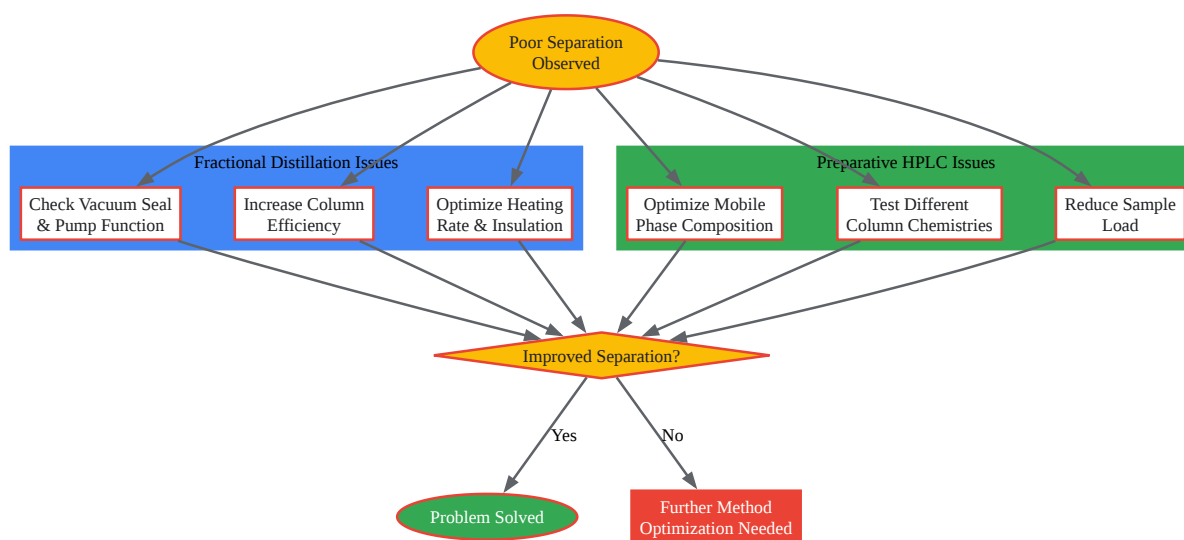 Poor Separation
Observed
Fractional Distillation Issues
Preparative HPLC Issues
Check Vacuum Seal
& Pump Function
Increase Column
Efficiency
Optimize Heating
Rate & Insulation
Optimize Mobile
Phase Composition
Test Different
Column Chemistries
Reduce Sample
Load
Improved Separation?
Yes
No
Problem Solved
Further Method
Optimization Needed